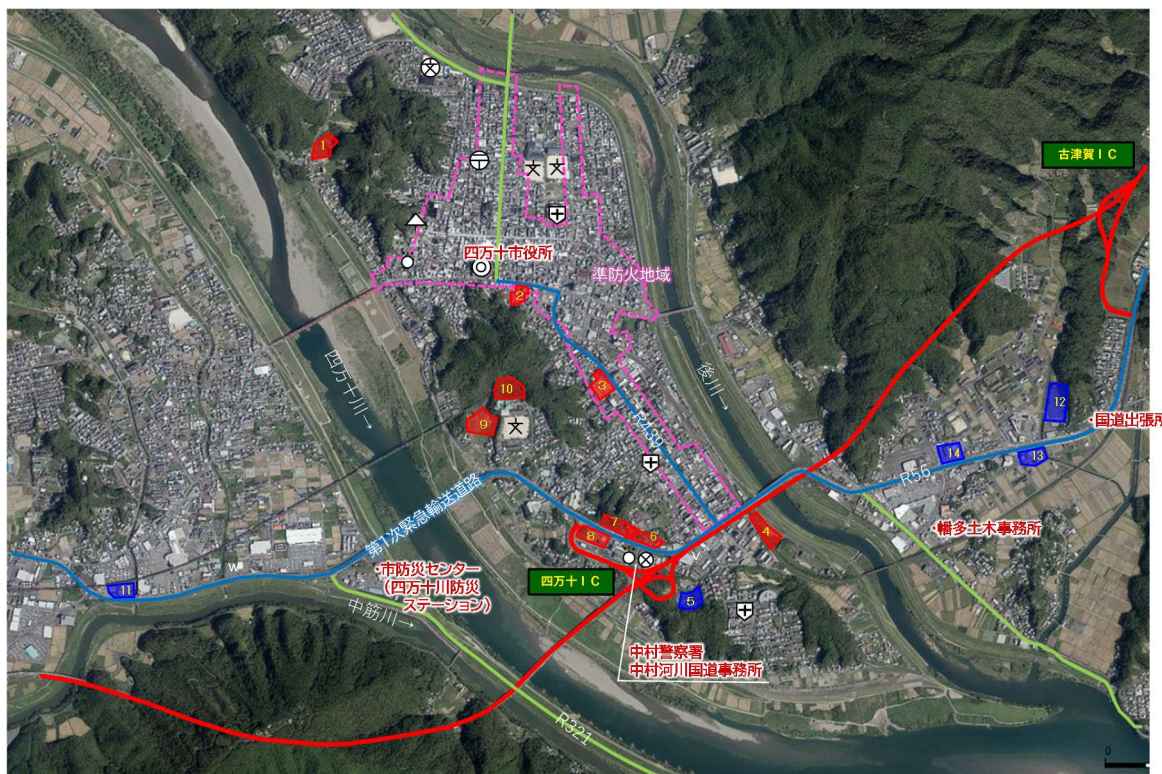 古津賀IC
1
四万十市役所
準防火地域
2
四万十川→
後川→
3
10
12
9
国道出張所
R439
14
13
R56
第1次緊急輸送道路
・幡多土木事務所
7
8
6
4
・市防災センター
(四万十川防災
ステーション)
四万十IC
11
5
中筋川→
中村警察署
中村河川国道事務所
R321
0